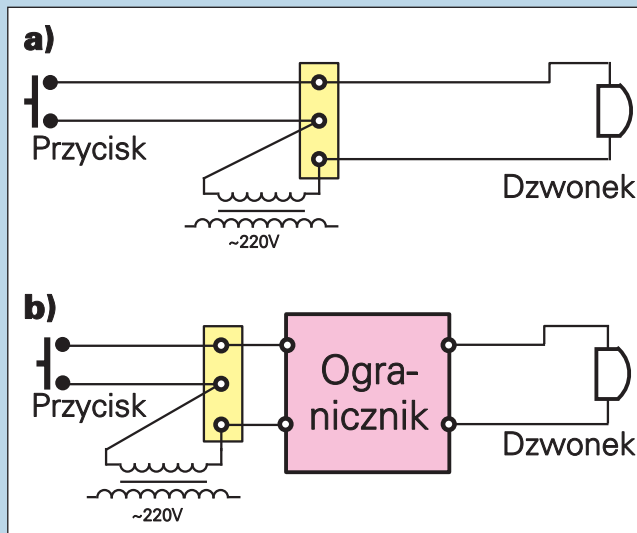 a)
Przycisk
Dzwonek
~220V
b)
Ogra-
nicznik
Przycisk
Dzwonek
~220V